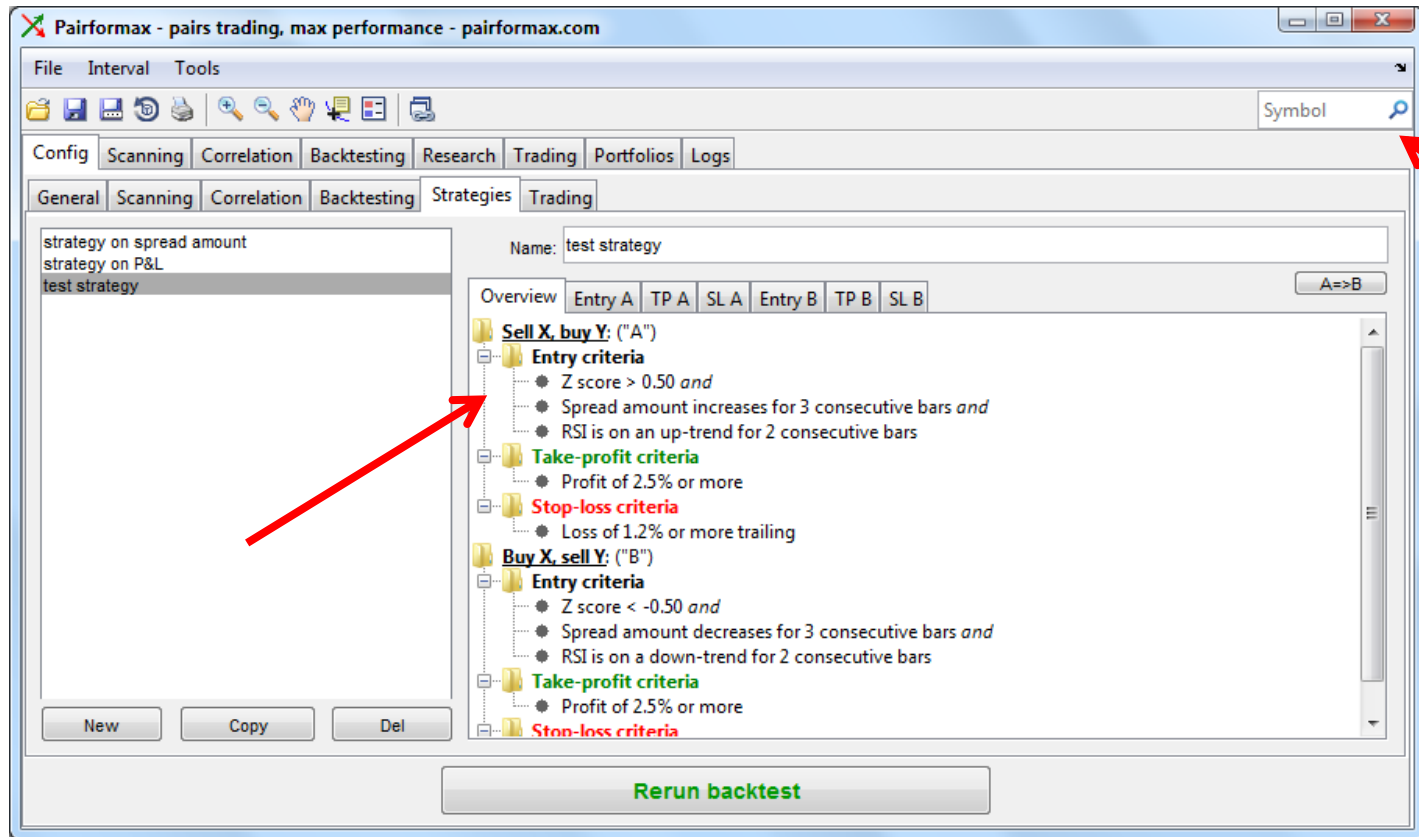 Pairformax - pairs trading, max performance - pairformax.com
File Interval Tools
Symbol
Config Scanning Correlation Backtesting Research Trading Portfolios Logs
General Scanning Correlation Backtesting Strategies Trading
strategy on spread amount
strategy on P&L
test strategy
New Copy Del
Name: test strategy
A=>B
Overview Entry A TP A SL A Entry B TP B SL B
Sell X, buy Y: ("A")
Entry criteria
Z score > 0.50 and
Spread amount increases for 3 consecutive bars and
RSI is on an up-trend for 2 consecutive bars
Take-profit criteria
Profit of 2.5% or more
Stop-loss criteria
Loss of 1.2% or more trailing
Buy X, sell Y: ("B")
Entry criteria
Z score < -0.50 and
Spread amount decreases for 3 consecutive bars and
RSI is on a down-trend for 2 consecutive bars
Take-profit criteria
Profit of 2.5% or more
Stop-loss criteria
Rerun backtest